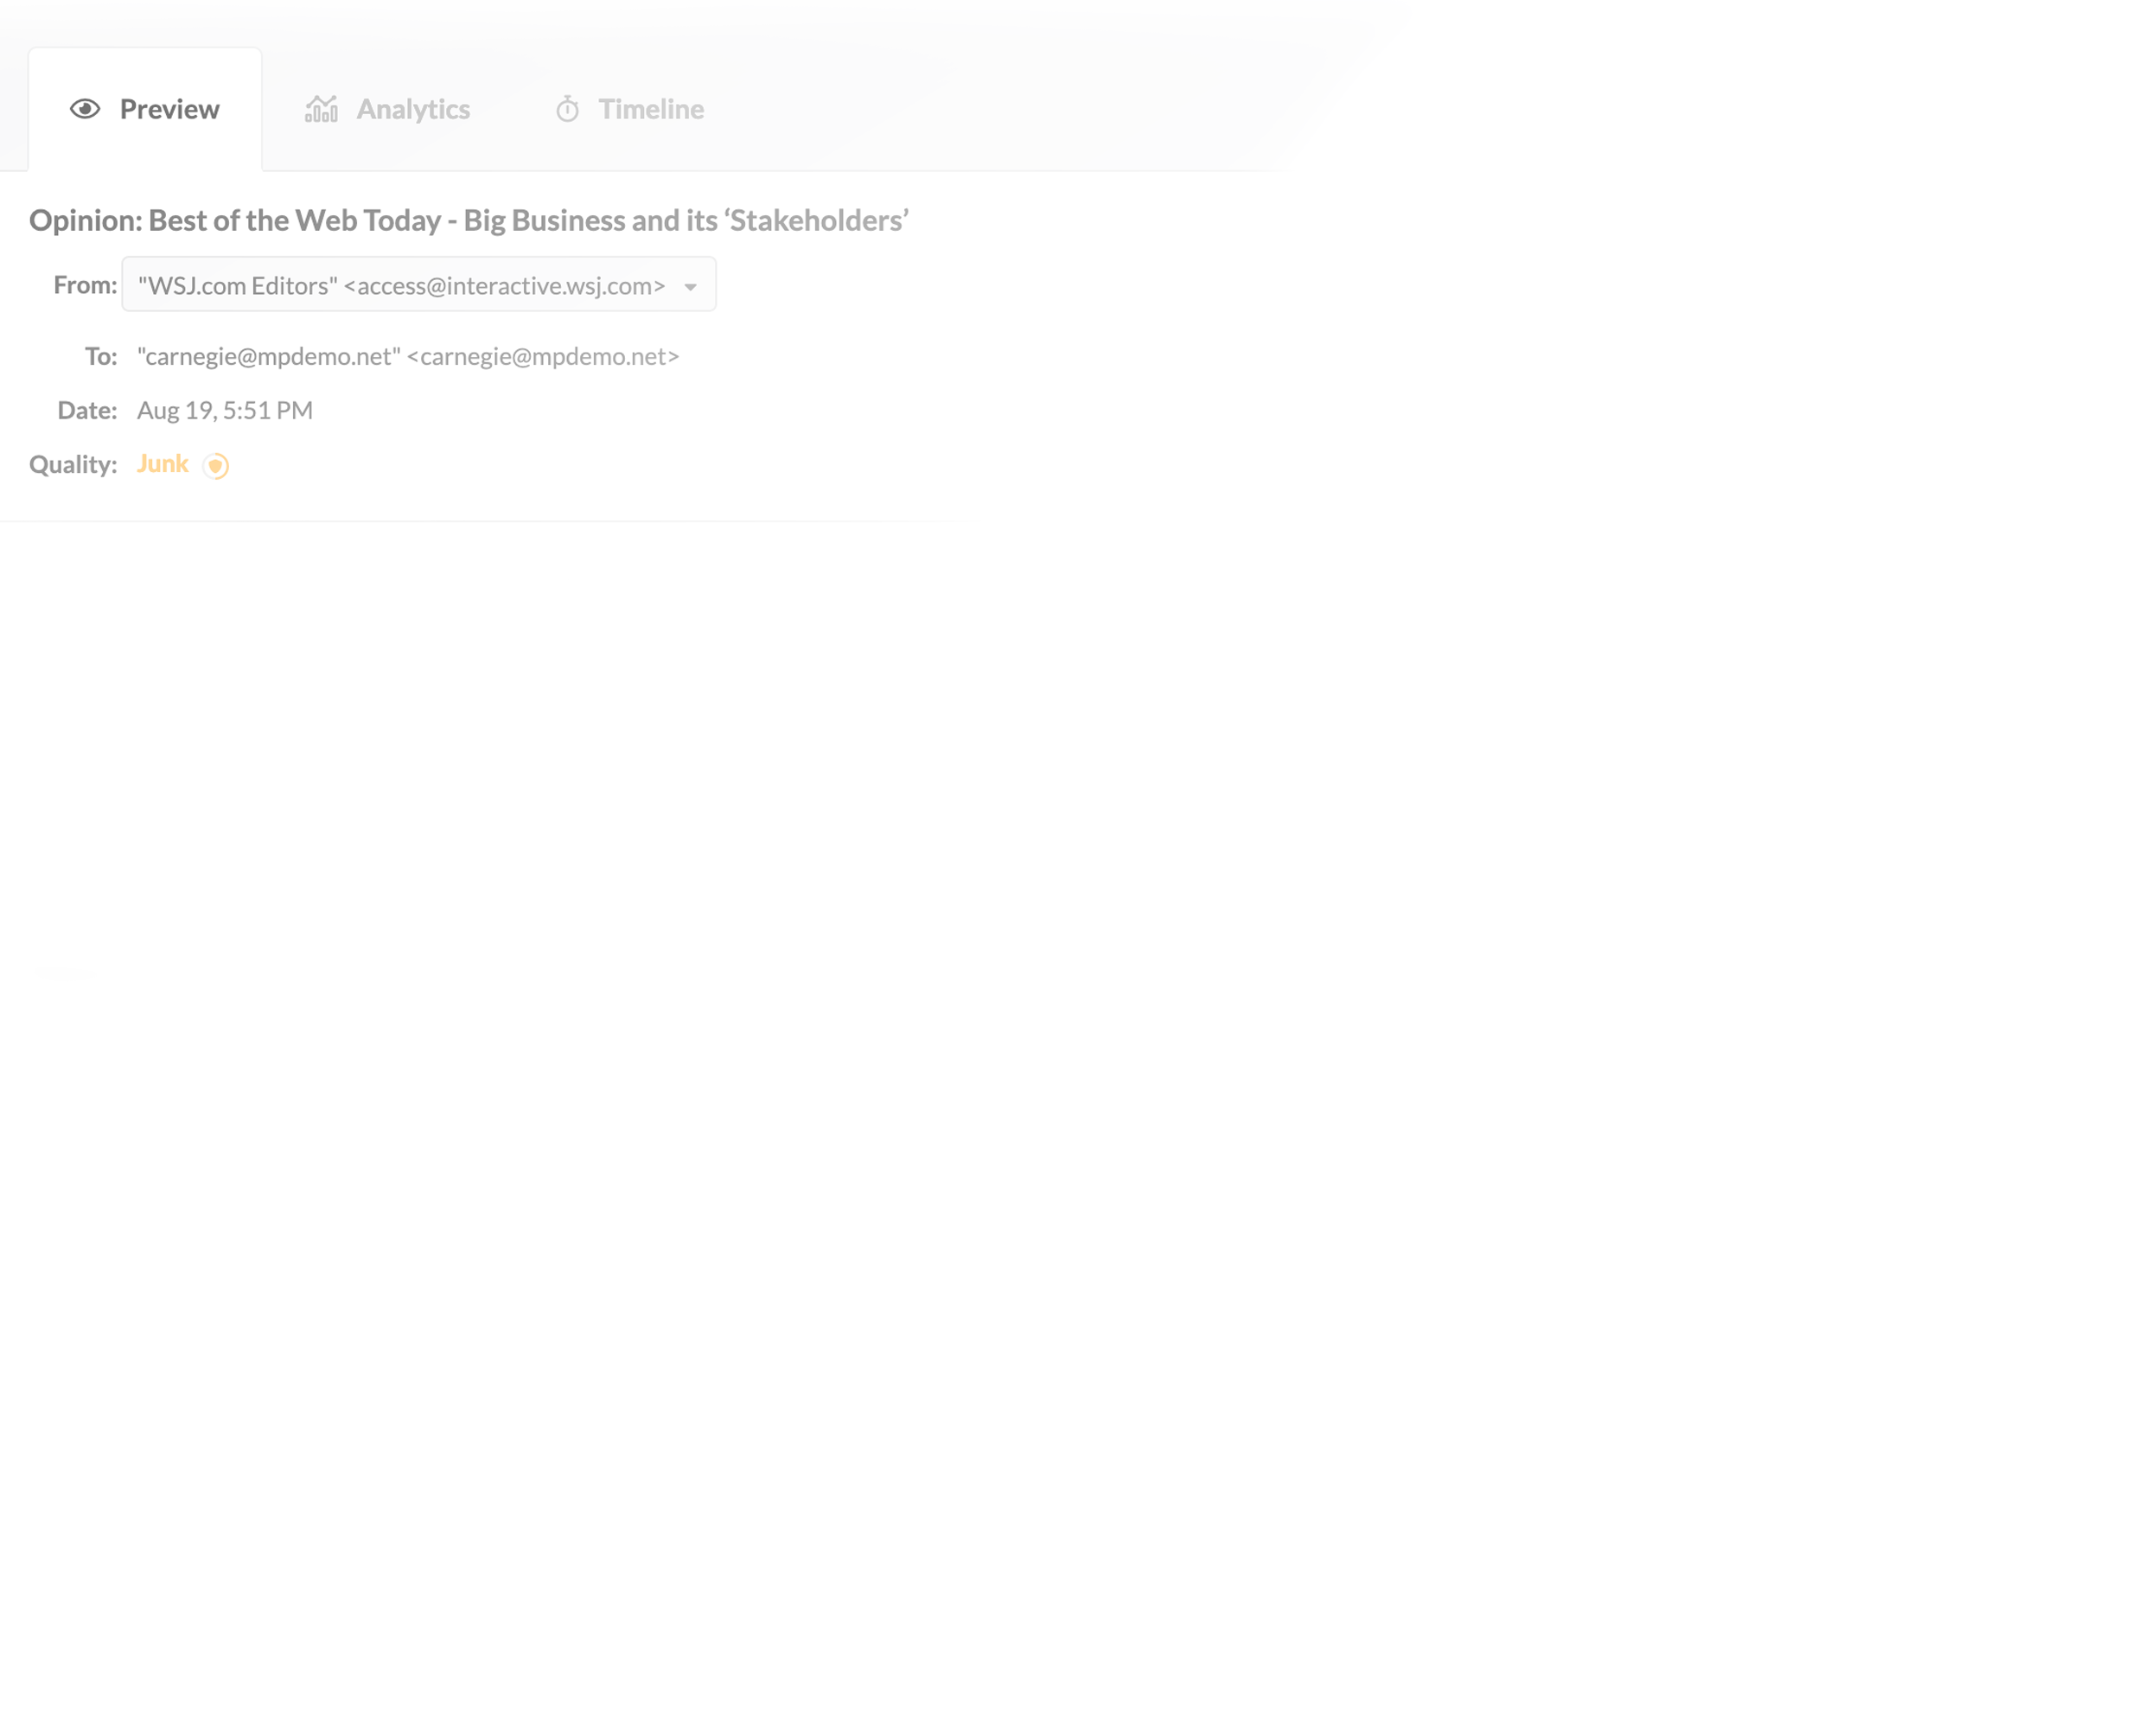 Preview Analytics Timeline
Opinion: Best of the Web Today - Big Business and its ‘Stakeholders’
From: "WSJ.com Editors" <access@interactive.wsj.com>
To: "carnegie@mpdemo.net" <carnegie@mpdemo.net>
Date: Aug 19, 5:51 PM
Quality: Junk